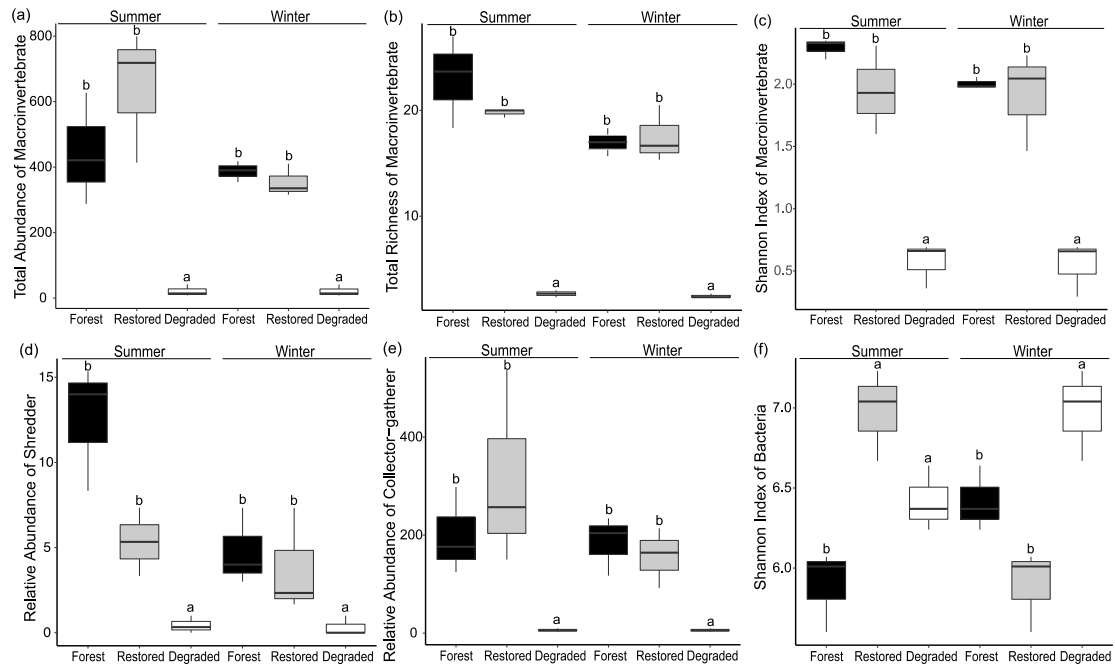 (a)
Summer
Winter
Total Abundance of Macroinvertebrate
800
600
400
200
0
b
b
a
b
b
a
Forest Restored Degraded Forest Restored Degraded
(b)
Summer
Winter
Total Richness of Macroinvertebrate
20
10
b
b
a
b
b
a
Forest Restored Degraded Forest Restored Degraded
(c)
Summer
Winter
Shannon Index of Macroinvertebrate
2.0
1.5
1.0
0.5
b
b
a
b
b
a
Forest Restored Degraded Forest Restored Degraded
(d)
Summer
Winter
Relative Abundance of Shredder
15
10
5
0
b
b
a
b
b
a
Forest Restored Degraded Forest Restored Degraded
(e)
Summer
Winter
Relative Abundance of Collector−gatherer
400
200
0
b
b
a
b
b
a
Forest Restored Degraded Forest Restored Degraded
(f)
Summer
Winter
Shannon Index of Bacteria
7.0
6.5
6.0
b
a
a
b
b
a
Forest Restored Degraded Forest Restored Degraded